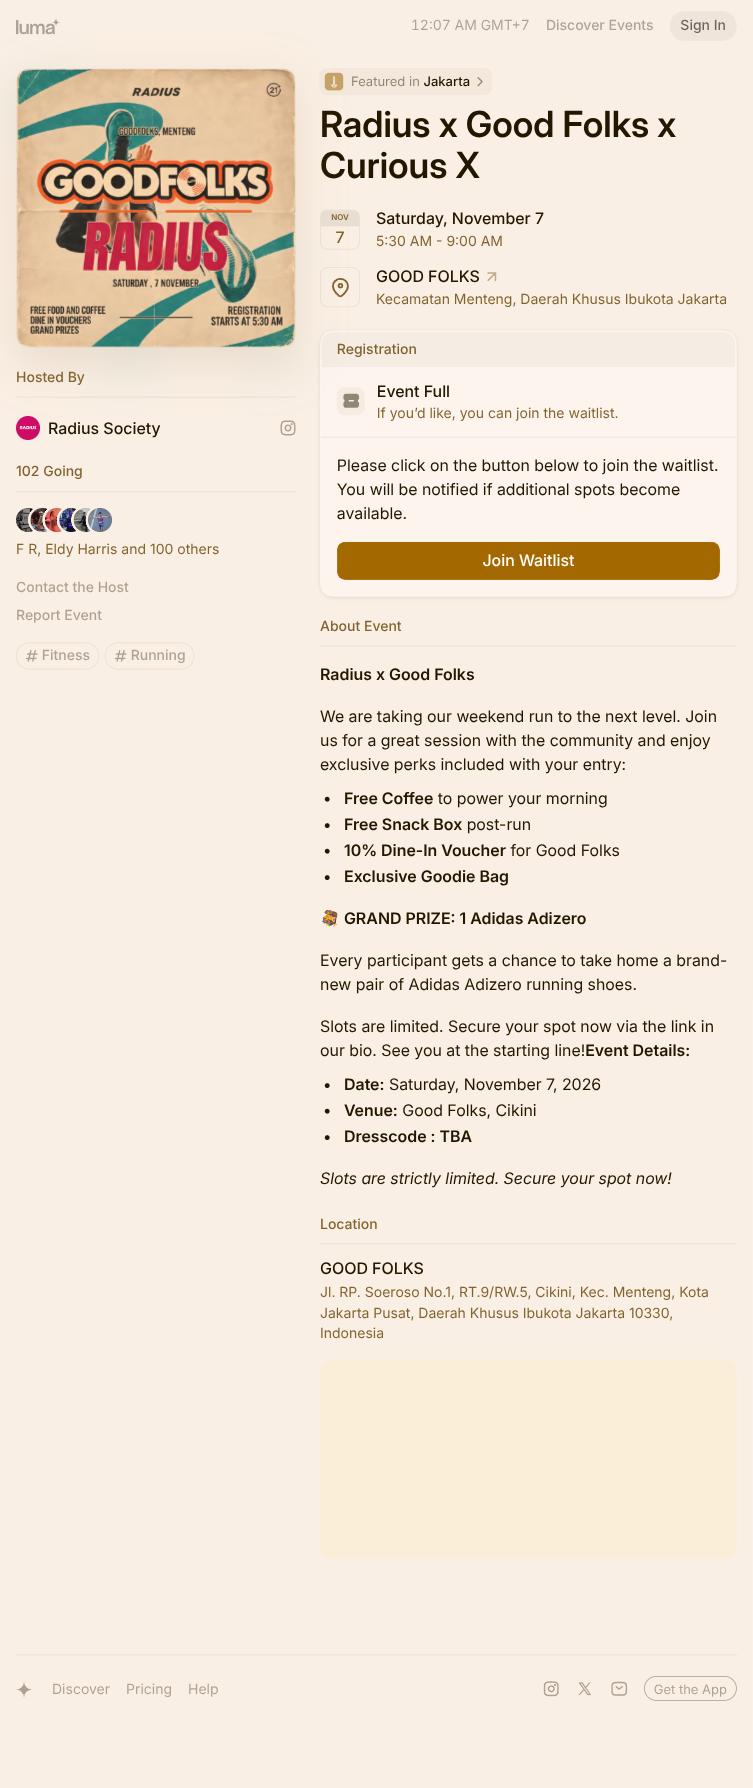 luma
12:07 AM GMT+7 Discover Events Sign In
RADIUS
21
GOODFOLKS, MENTENG
GOODFOLKS
RADIUS
SATURDAY , 7 NOVEMBER
FREE FOOD AND COFFEE
DINE IN VOUCHERS
GRAND PRIZES
REGISTRATION
STARTS AT 5:30 AM
Hosted By
RADIUS
Radius Society
102 Going
F R, Eldy Harris and 100 others
Contact the Host
Report Event
# Fitness # Running
Featured in Jakarta
Radius x Good Folks x
Curious X
NOV
7
Saturday, November 7
5:30 AM - 9:00 AM
GOOD FOLKS
Kecamatan Menteng, Daerah Khusus Ibukota Jakarta
Registration
Event Full
If you’d like, you can join the waitlist.
Please click on the button below to join the waitlist.
You will be notified if additional spots become
available.
Join Waitlist
About Event
Radius x Good Folks
We are taking our weekend run to the next level. Join
us for a great session with the community and enjoy
exclusive perks included with your entry:
• Free Coffee to power your morning
• Free Snack Box post-run
• 10% Dine-In Voucher for Good Folks
• Exclusive Goodie Bag
GRAND PRIZE: 1 Adidas Adizero
Every participant gets a chance to take home a brand-
new pair of Adidas Adizero running shoes.
Slots are limited. Secure your spot now via the link in
our bio. See you at the starting line!Event Details:
• Date: Saturday, November 7, 2026
• Venue: Good Folks, Cikini
• Dresscode : TBA
Slots are strictly limited. Secure your spot now!
Location
GOOD FOLKS
Jl. RP. Soeroso No.1, RT.9/RW.5, Cikini, Kec. Menteng, Kota
Jakarta Pusat, Daerah Khusus Ibukota Jakarta 10330,
Indonesia
Discover Pricing Help
Get the App